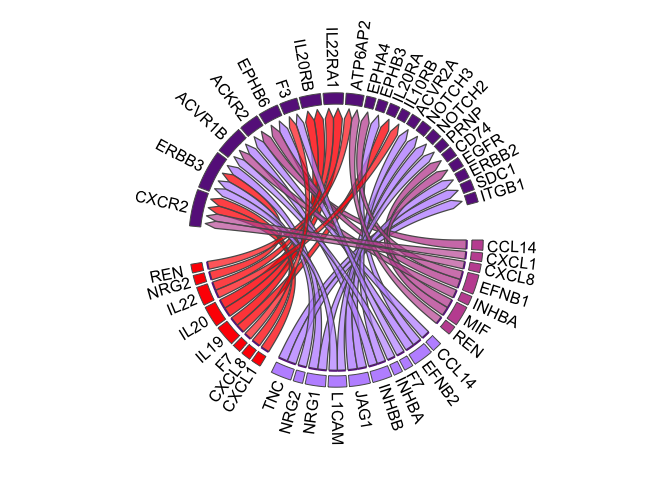 CXCR2
ERBB3
ACVR1B
ACKR2
EPHB6
F3
IL20RB
IL22RA1
ATP6AP2
EPHA4
EPHB3
IL20RA
IL10RB
ACVR2A
NOTCH3
NOTCH2
PRNP
CD74
EGFR
ERBB2
SDC1
ITGB1
CCL14
CXCL1
CXCL8
EFNB1
INHBA
MIF
REN
CCL14
EFNB2
F7
INHBA
INHBB
JAG1
L1CAM
NRG1
NRG2
TNC
CXCL1
CXCL8
F7
IL19
IL20
IL22
NRG2
REN